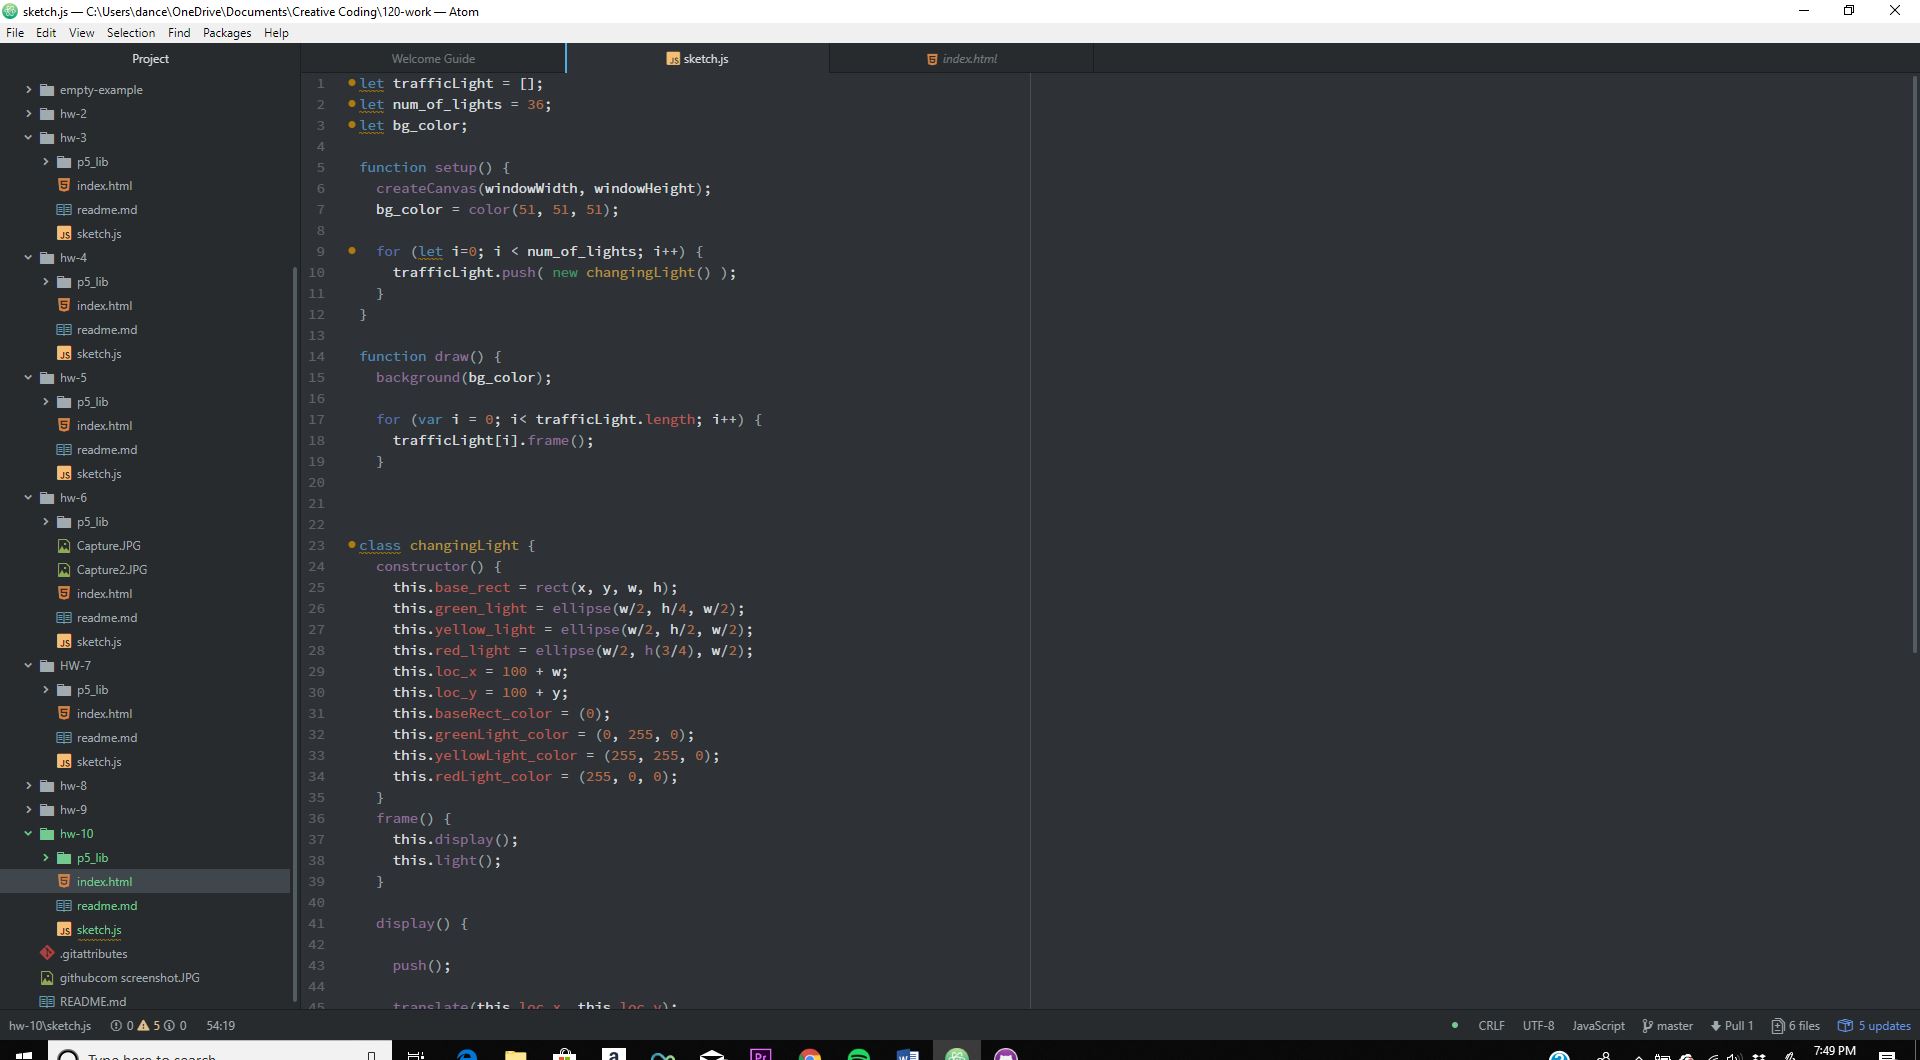 sketch.js — C:\Users\dance\OneDrive\Documents\Creative Coding\120-work — Atom
File Edit View Selection Find Packages Help
Project
empty-example
hw-2
hw-3
p5_lib
index.html
readme.md
sketch.js
hw-4
p5_lib
index.html
readme.md
sketch.js
hw-5
p5_lib
index.html
readme.md
sketch.js
hw-6
p5_lib
Capture.JPG
Capture2.JPG
index.html
readme.md
sketch.js
HW-7
p5_lib
index.html
readme.md
sketch.js
hw-8
hw-9
hw-10
p5_lib
index.html
readme.md
sketch.js
.gitattributes
githubcom screenshot.JPG
README.md
Welcome Guide sketch.js index.html
1 let trafficLight = [];
2 let num_of_lights = 36;
3 let bg_color;
4
5 function setup() {
6 createCanvas(windowWidth, windowHeight);
7 bg_color = color(51, 51, 51);
8
9 for (let i=0; i < num_of_lights; i++) {
10 trafficLight.push( new changingLight() );
11 }
12 }
13
14 function draw() {
15 background(bg_color);
16
17 for (var i = 0; i< trafficLight.length; i++) {
18 trafficLight[i].frame();
19 }
20
21
22
23 class changingLight {
24 constructor() {
25 this.base_rect = rect(x, y, w, h);
26 this.green_light = ellipse(w/2, h/4, w/2);
27 this.yellow_light = ellipse(w/2, h/2, w/2);
28 this.red_light = ellipse(w/2, h(3/4), w/2);
29 this.loc_x = 100 + w;
30 this.loc_y = 100 + y;
31 this.baseRect_color = (0);
32 this.greenLight_color = (0, 255, 0);
33 this.yellowLight_color = (255, 255, 0);
34 this.redLight_color = (255, 0, 0);
35 }
36 frame() {
37 this.display();
38 this.light();
39 }
40
41 display() {
42
43 push();
44
45 translate(this.loc_x, this.loc_y);
hw-10\sketch.js 0 5 0 54:19
CRLF UTF-8 JavaScript master Pull 1 6 files 5 updates
Type here to search
7:49 PM